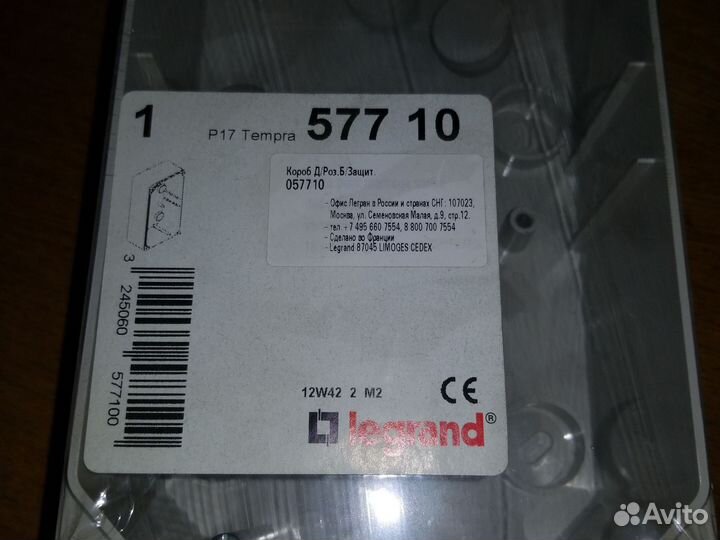 1 P17 Tempra 577 10
Короб Д/Роз.Б/Защит.
057710
- Офис Легран в России и странах СНГ: 107023,
Москва, ул. Семеновская Малая, д.9, стр.12.
- тел. +7 495 660 7554, 8 800 700 7554
- Сделано во Франции
- Legrand 87045 LIMOGES CEDEX
3 245060 577100
12W42 2 M2 CE
legrand®
Avito